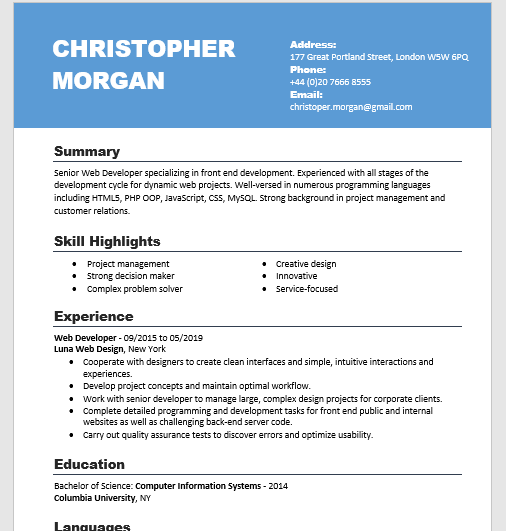 CHRISTOPHER
MORGAN
Address:
177 Great Portland Street, London W5W 6PQ
Phone:
+44 (0)20 7666 8555
Email:
christoper.morgan@gmail.com
Summary
Senior Web Developer specializing in front end development. Experienced with all stages of the
development cycle for dynamic web projects. Well-versed in numerous programming languages
including HTML5, PHP OOP, JavaScript, CSS, MySQL. Strong background in project management and
customer relations.
Skill Highlights
• Project management
• Strong decision maker
• Complex problem solver
• Creative design
• Innovative
• Service-focused
Experience
Web Developer - 09/2015 to 05/2019
Luna Web Design, New York
• Cooperate with designers to create clean interfaces and simple, intuitive interactions and
experiences.
• Develop project concepts and maintain optimal workflow.
• Work with senior developer to manage large, complex design projects for corporate clients.
• Complete detailed programming and development tasks for front end public and internal
websites as well as challenging back-end server code.
• Carry out quality assurance tests to discover errors and optimize usability.
Education
Bachelor of Science: Computer Information Systems - 2014
Columbia University, NY
Languages